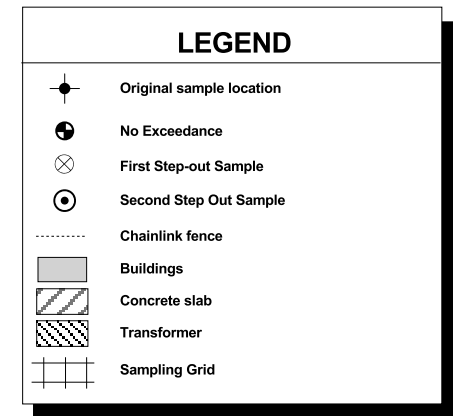 LEGEND
Original sample location
No Exceedance
First Step-out Sample
Second Step Out Sample
Chainlink fence
Buildings
Concrete slab
Transformer
Sampling Grid